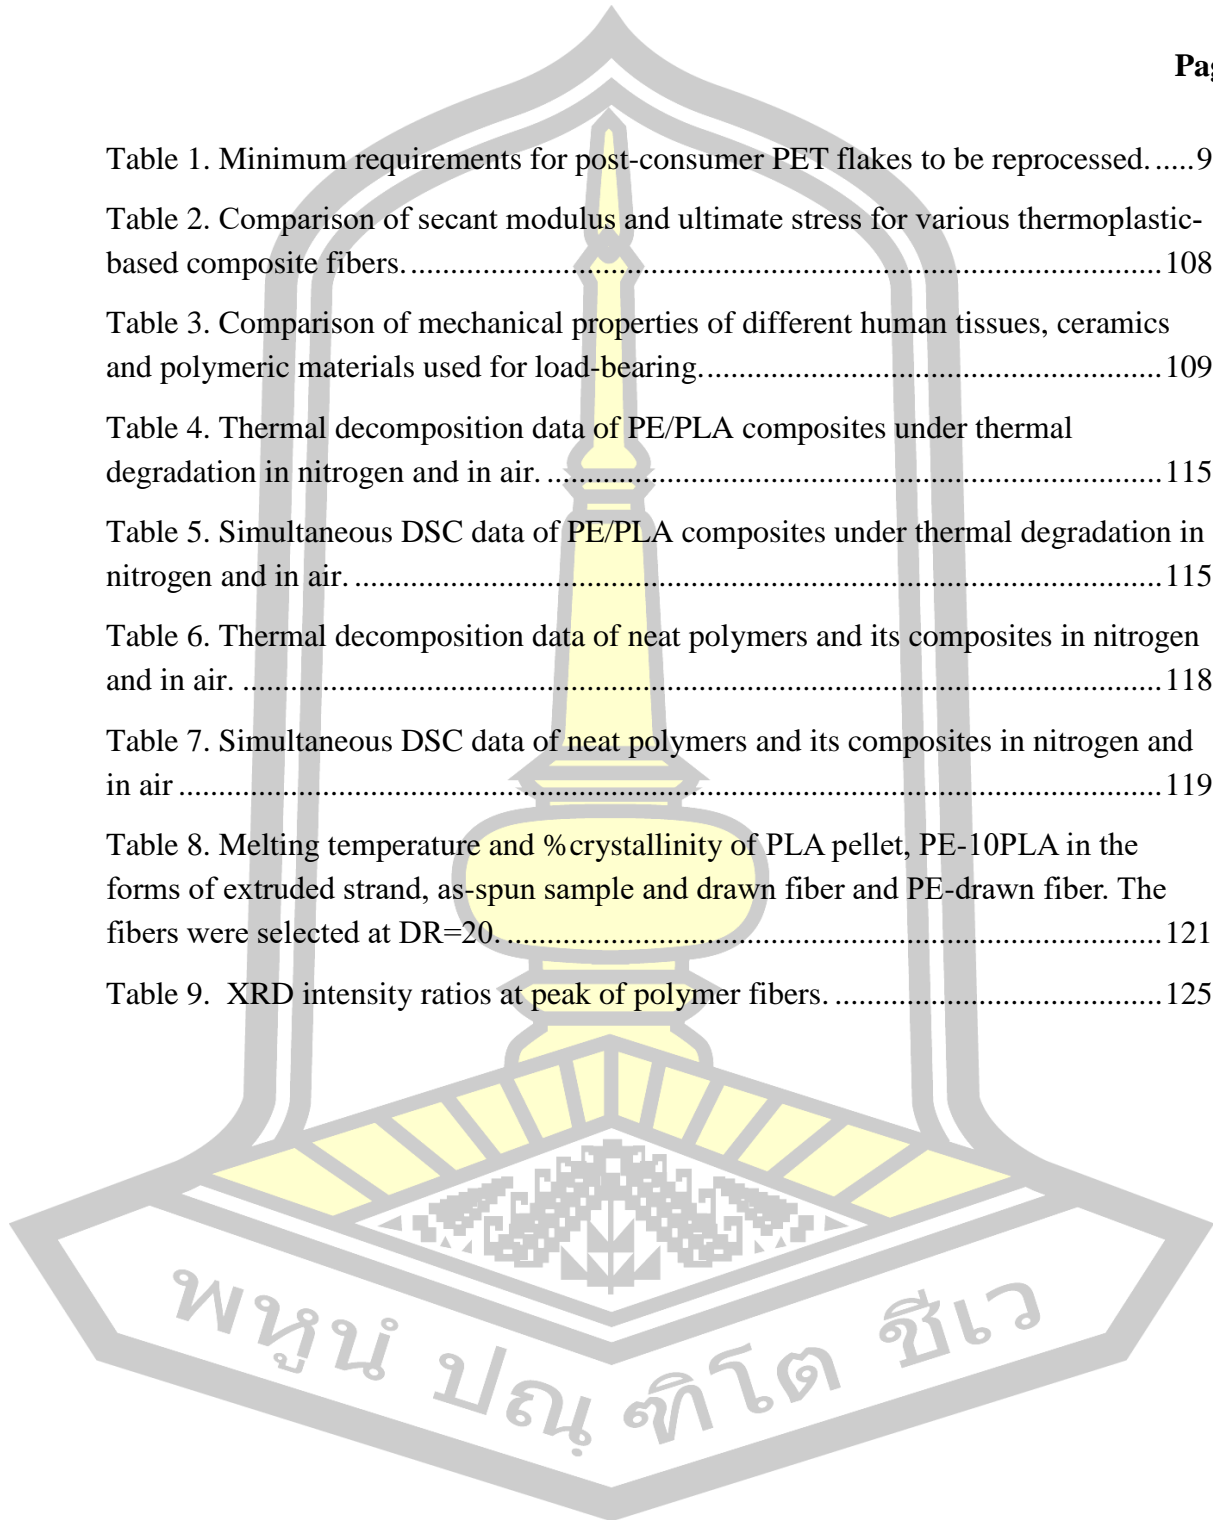 Pag
Table 1. Minimum requirements for post-consumer PET flakes to be reprocessed. .....9
Table 2. Comparison of secant modulus and ultimate stress for various thermoplastic-
based composite fibers. ..............................................................................................108
Table 3. Comparison of mechanical properties of different human tissues, ceramics
and polymeric materials used for load-bearing. .........................................................109
Table 4. Thermal decomposition data of PE/PLA composites under thermal
degradation in nitrogen and in air. .............................................................................115
Table 5. Simultaneous DSC data of PE/PLA composites under thermal degradation in
nitrogen and in air. .....................................................................................................115
Table 6. Thermal decomposition data of neat polymers and its composites in nitrogen
and in air. ...................................................................................................................118
Table 7. Simultaneous DSC data of neat polymers and its composites in nitrogen and
in air ...........................................................................................................................119
Table 8. Melting temperature and %crystallinity of PLA pellet, PE-10PLA in the
forms of extruded strand, as-spun sample and drawn fiber and PE-drawn fiber. The
fibers were selected at DR=20. ..................................................................................121
Table 9. XRD intensity ratios at peak of polymer fibers. .........................................125
พหูนํ ปณฺฑิโต ชีเว